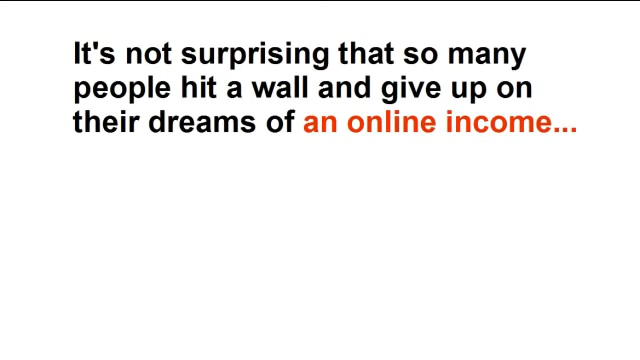 It's not surprising that so many
people hit a wall and give up on
their dreams of an online income...